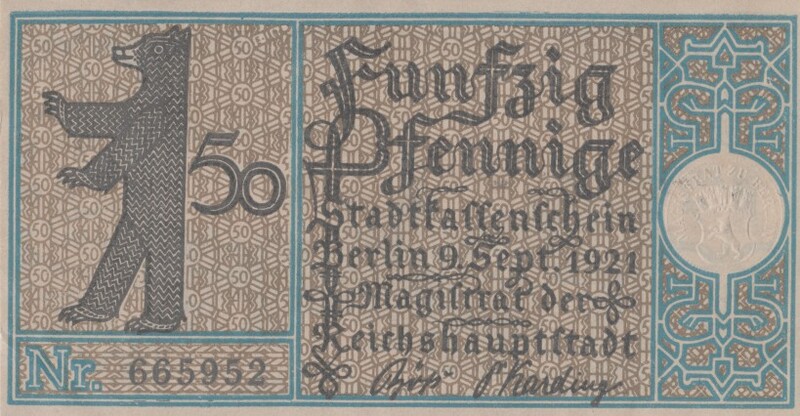 50
Funfzig
Pfennige
Stadtkassenschein
Berlin 9. Sept. 1921
Magistrat der
Reichshauptstadt
Nr. 665952